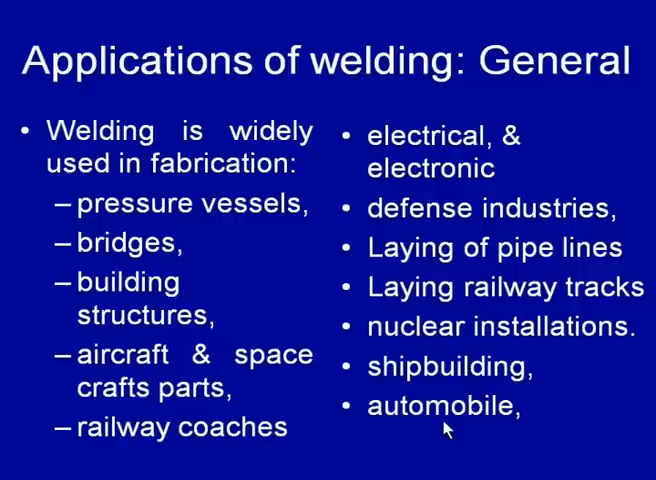 Applications of welding: General
• Welding is widely
used in fabrication:
– pressure vessels,
– bridges,
– building
structures,
– aircraft & space
crafts parts,
– railway coaches
• electrical, &
electronic
• defense industries,
• Laying of pipe lines
• Laying railway tracks
• nuclear installations.
• shipbuilding,
• automobile,